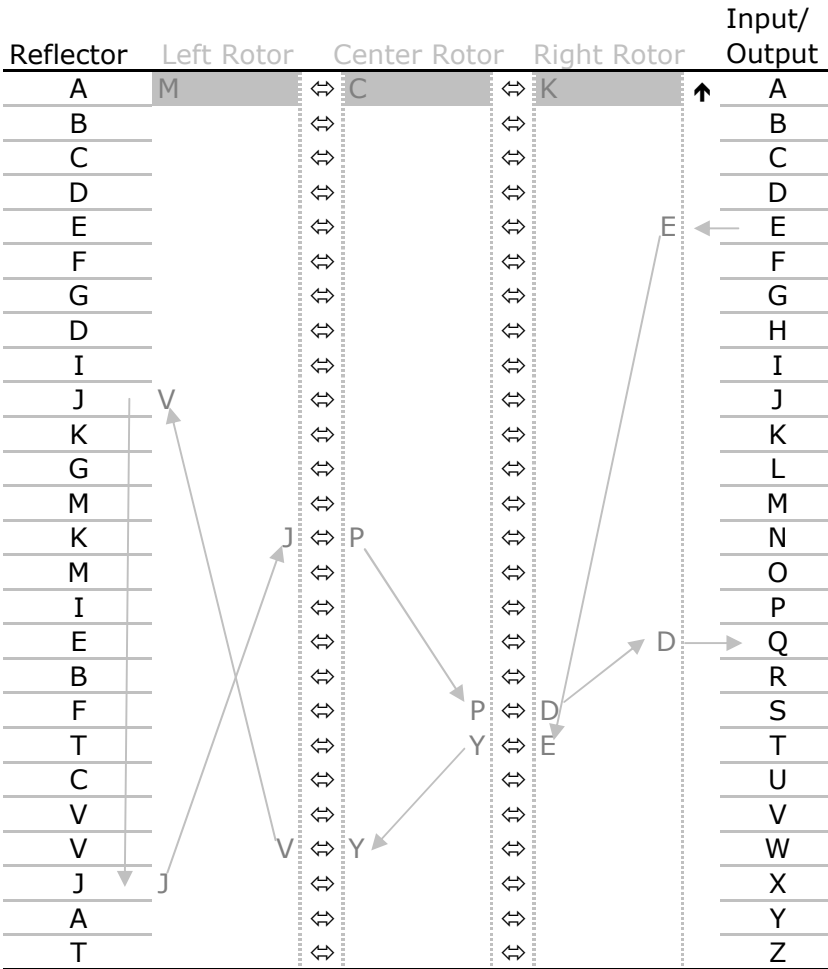 Input/
Reflector Left Rotor Center Rotor Right Rotor Output
A M ⇔ C ⇔ K ↑ A
B ⇔ ⇔ B
C ⇔ ⇔ C
D ⇔ ⇔ D
E ⇔ ⇔ E ← E
F ⇔ ⇔ F
G ⇔ ⇔ G
D ⇔ ⇔ H
I ⇔ ⇔ I
J V ⇔ ⇔ J
K ⇔ ⇔ K
G ⇔ ⇔ L
M ⇔ ⇔ M
K J ⇔ P ⇔ N
M ⇔ ⇔ O
I ⇔ ⇔ P
E ⇔ ⇔ D → Q
B ⇔ ⇔ R
F ⇔ P ⇔ D S
T ⇔ Y ⇔ E T
C ⇔ ⇔ U
V ⇔ ⇔ V
V V ⇔ Y ⇔ W
J J ⇔ ⇔ X
A ⇔ ⇔ Y
T ⇔ ⇔ Z